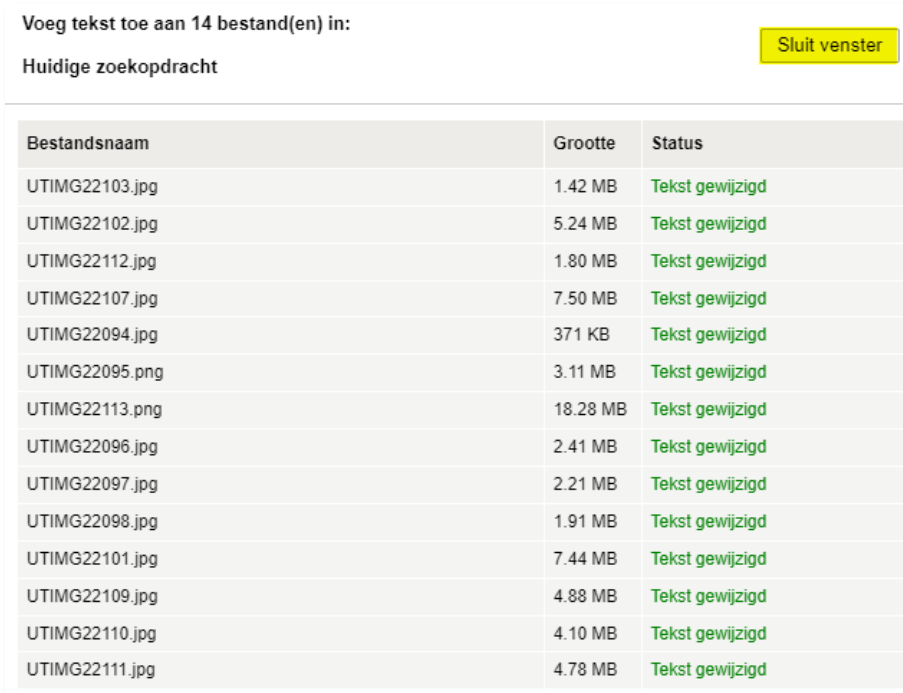 Voeg tekst toe aan 14 bestand(en) in:
Sluit venster
Huidige zoekopdracht
Bestandsnaam Grootte Status
UTIMG22103.jpg 1.42 MB Tekst gewijzigd
UTIMG22102.jpg 5.24 MB Tekst gewijzigd
UTIMG22112.jpg 1.80 MB Tekst gewijzigd
UTIMG22107.jpg 7.50 MB Tekst gewijzigd
UTIMG22094.jpg 371 KB Tekst gewijzigd
UTIMG22095.png 3.11 MB Tekst gewijzigd
UTIMG22113.png 18.28 MB Tekst gewijzigd
UTIMG22096.jpg 2.41 MB Tekst gewijzigd
UTIMG22097.jpg 2.21 MB Tekst gewijzigd
UTIMG22098.jpg 1.91 MB Tekst gewijzigd
UTIMG22101.jpg 7.44 MB Tekst gewijzigd
UTIMG22109.jpg 4.88 MB Tekst gewijzigd
UTIMG22110.jpg 4.10 MB Tekst gewijzigd
UTIMG22111.jpg 4.78 MB Tekst gewijzigd